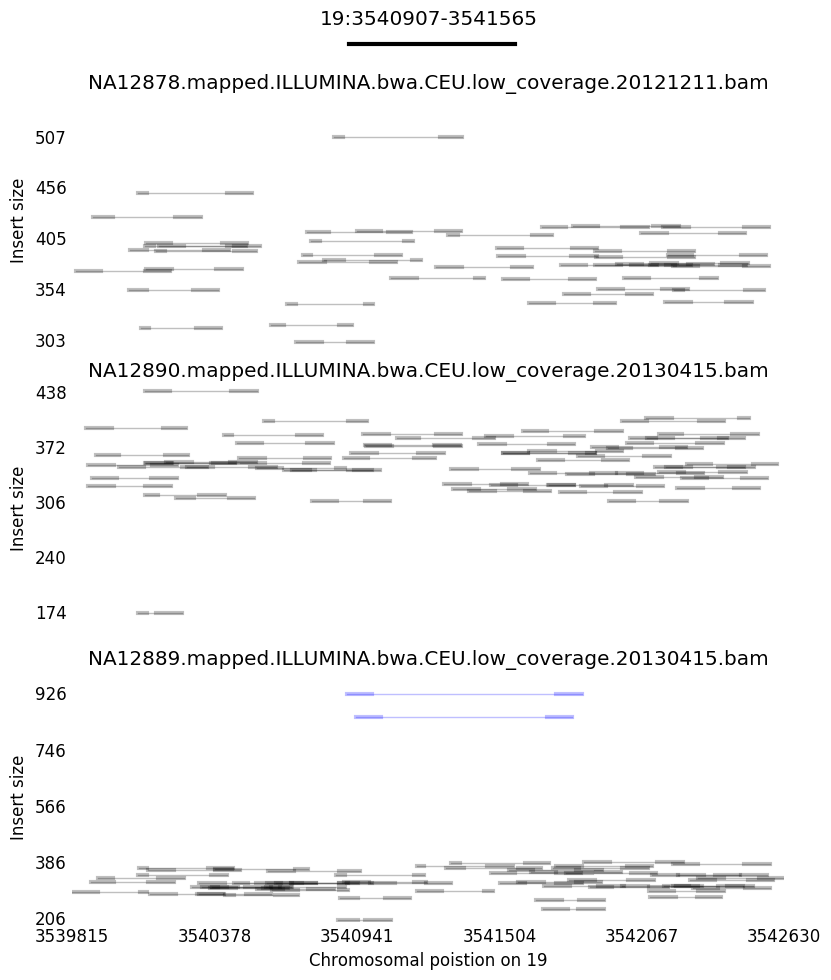 19:3540907-3541565
NA12878.mapped.ILLUMINA.bwa.CEU.low_coverage.20121211.bam
507
456
405
354
303
Insert size
NA12890.mapped.ILLUMINA.bwa.CEU.low_coverage.20130415.bam
438
372
306
240
174
Insert size
NA12889.mapped.ILLUMINA.bwa.CEU.low_coverage.20130415.bam
926
746
566
386
206
Insert size
3539815 3540378 3540941 3541504 3542067 3542630
Chromosomal poistion on 19